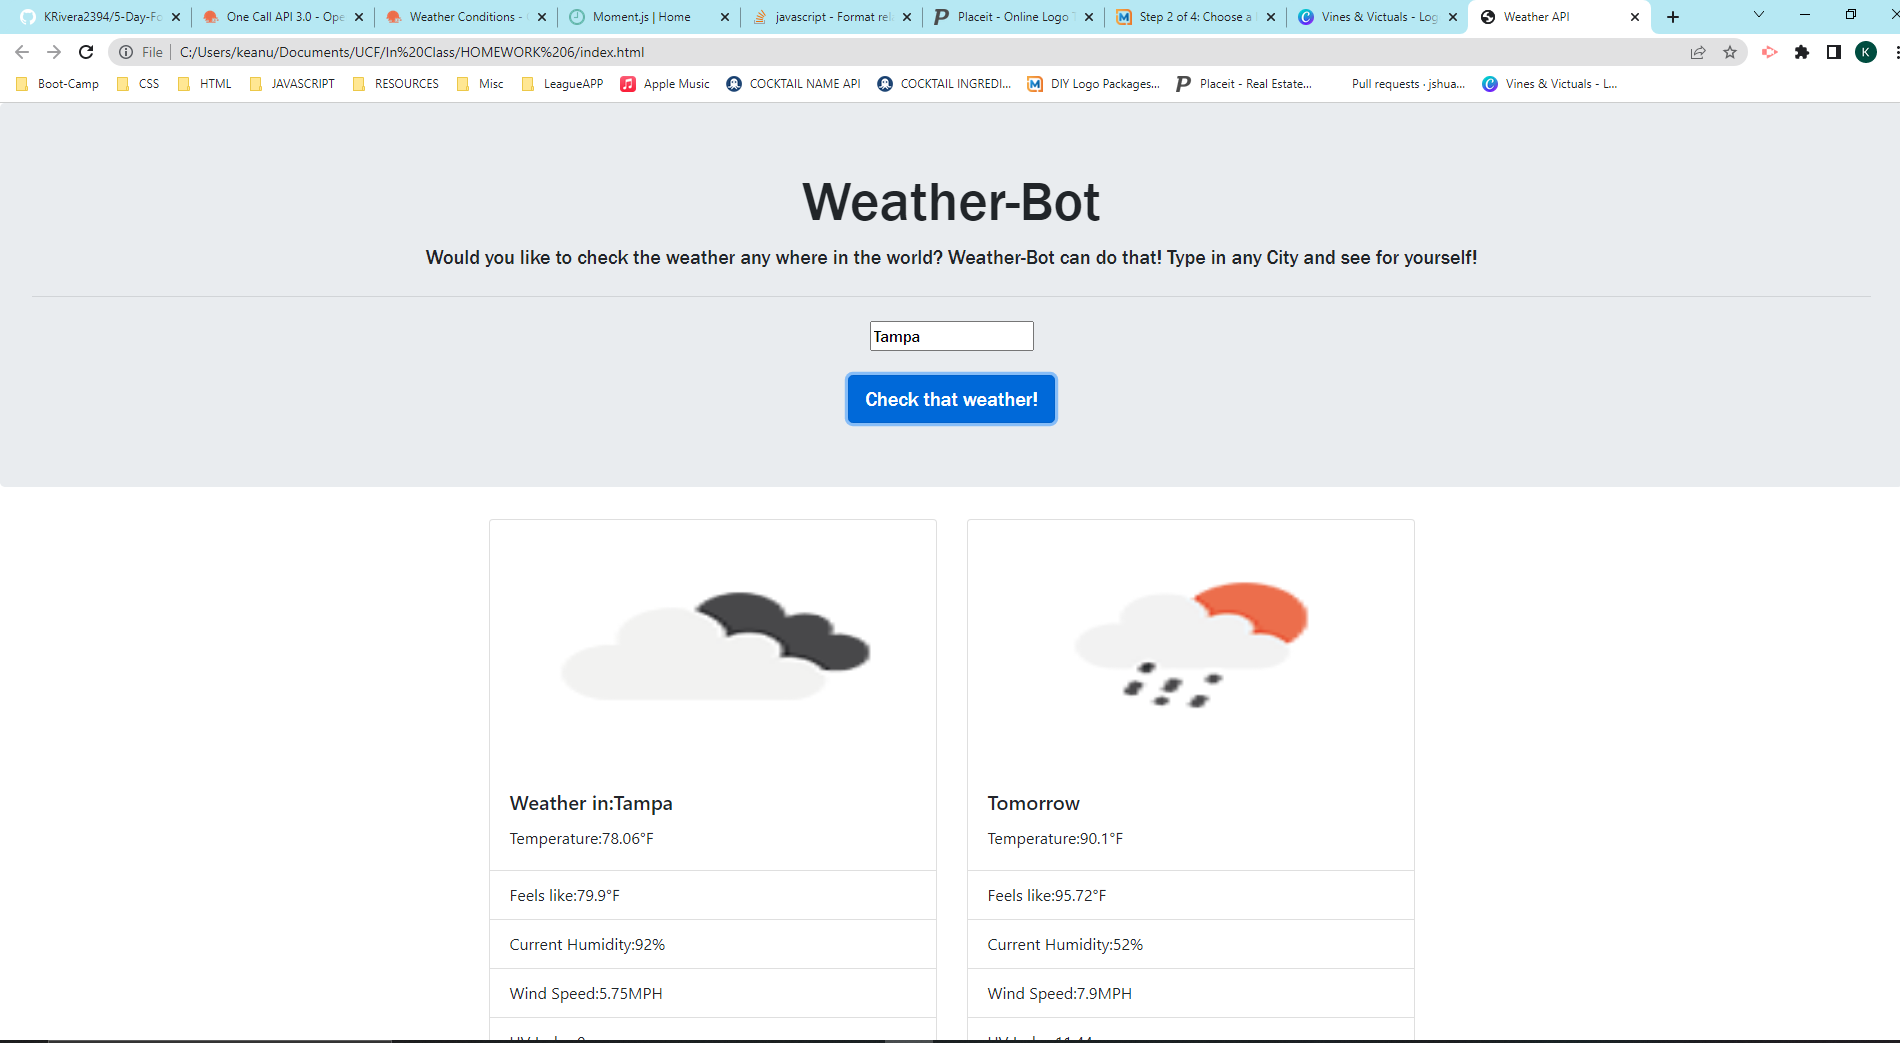 KRivera2394/5-Day-Fo
One Call API 3.0 - Ope
Weather Conditions -
Moment.js | Home
javascript - Format rel
Placeit - Online Logo
Step 2 of 4: Choose a
Vines & Victuals - Log
Weather API
File | C:/Users/keanu/Documents/UCF/In%20Class/HOMEWORK%206/index.html
K
Boot-Camp CSS HTML JAVASCRIPT RESOURCES Misc LeagueAPP Apple Music COCKTAIL NAME API COCKTAIL INGREDI... DIY Logo Packages... Placeit - Real Estate... Pull requests · jshua... Vines & Victuals - L...
Weather-Bot
Would you like to check the weather any where in the world? Weather-Bot can do that! Type in any City and see for yourself!
Tampa
Check that weather!
Weather in:Tampa
Temperature:78.06°F
Feels like:79.9°F
Current Humidity:92%
Wind Speed:5.75MPH
Tomorrow
Temperature:90.1°F
Feels like:95.72°F
Current Humidity:52%
Wind Speed:7.9MPH